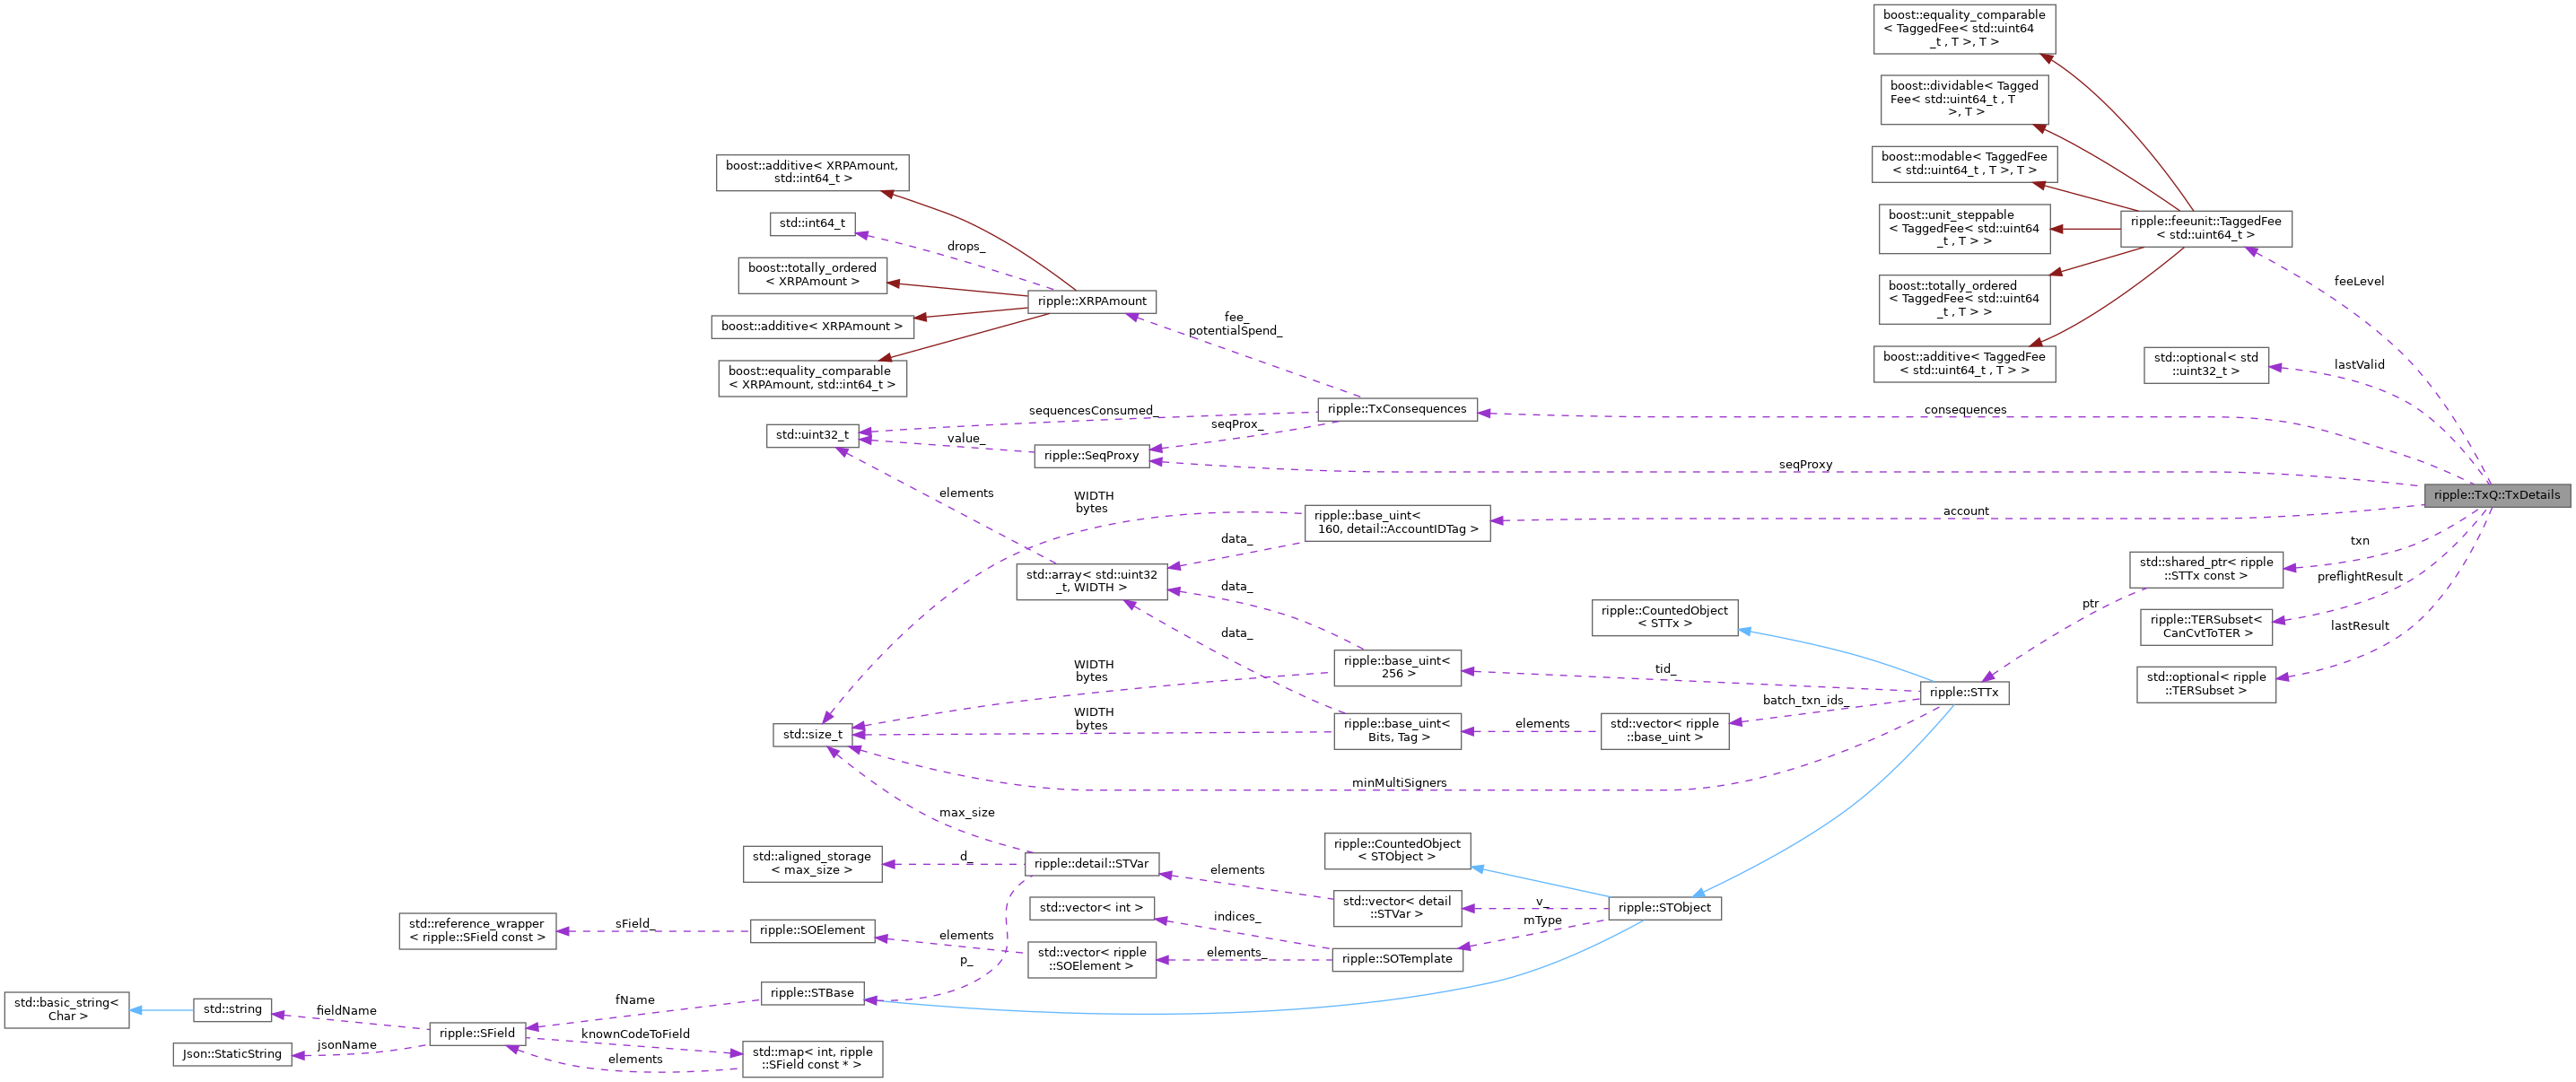 boost::equality_comparable
< TaggedFee< std::uint64
_t , T >, T >
boost::dividable< Tagged
Fee< std::uint64_t , T
>, T >
boost::modable< TaggedFee
< std::uint64_t , T >, T >
boost::unit_steppable
< TaggedFee< std::uint64
_t , T > >
boost::totally_ordered
< TaggedFee< std::uint64
_t , T > >
boost::additive< TaggedFee
< std::uint64_t , T > >
ripple::feeunit::TaggedFee
< std::uint64_t >
feeLevel
std::optional< std
::uint32_t >
lastValid
boost::additive< XRPAmount,
std::int64_t >
std::int64_t
drops_
boost::totally_ordered
< XRPAmount >
boost::additive< XRPAmount >
boost::equality_comparable
< XRPAmount, std::int64_t >
ripple::XRPAmount
fee_
potentialSpend_
ripple::TxConsequences
consequences
sequencesConsumed_
seqProx_
std::uint32_t
value_
ripple::SeqProxy
seqProxy
ripple::TxQ::TxDetails
elements
WIDTH
bytes
ripple::base_uint<
160, detail::AccountIDTag >
account
data_
std::array< std::uint32
_t, WIDTH >
data_
data_
txn
std::shared_ptr< ripple
::STTx const >
preflightResult
ripple::TERSubset<
CanCvtToTER >
lastResult
std::optional< ripple
::TERSubset >
ptr
ripple::CountedObject
< STTx >
ripple::base_uint<
256 >
tid_
ripple::STTx
WIDTH
bytes
batch_txn_ids_
std::vector< ripple
::base_uint >
elements
ripple::base_uint<
Bits, Tag >
WIDTH
bytes
std::size_t
minMultiSigners
max_size
std::aligned_storage
< max_size >
d_
ripple::detail::STVar
ripple::CountedObject
< STObject >
elements
std::vector< detail
::STVar >
v_
ripple::STObject
mType
std::vector< int >
indices_
std::reference_wrapper
< ripple::SField const >
sField_
ripple::SOElement
elements
std::vector< ripple
::SOElement >
elements_
ripple::SOTemplate
p_
ripple::STBase
fName
std::basic_string<
Char >
std::string
fieldName
ripple::SField
knownCodeToField
Json::StaticString
jsonName
elements
std::map< int, ripple
::SField const * >